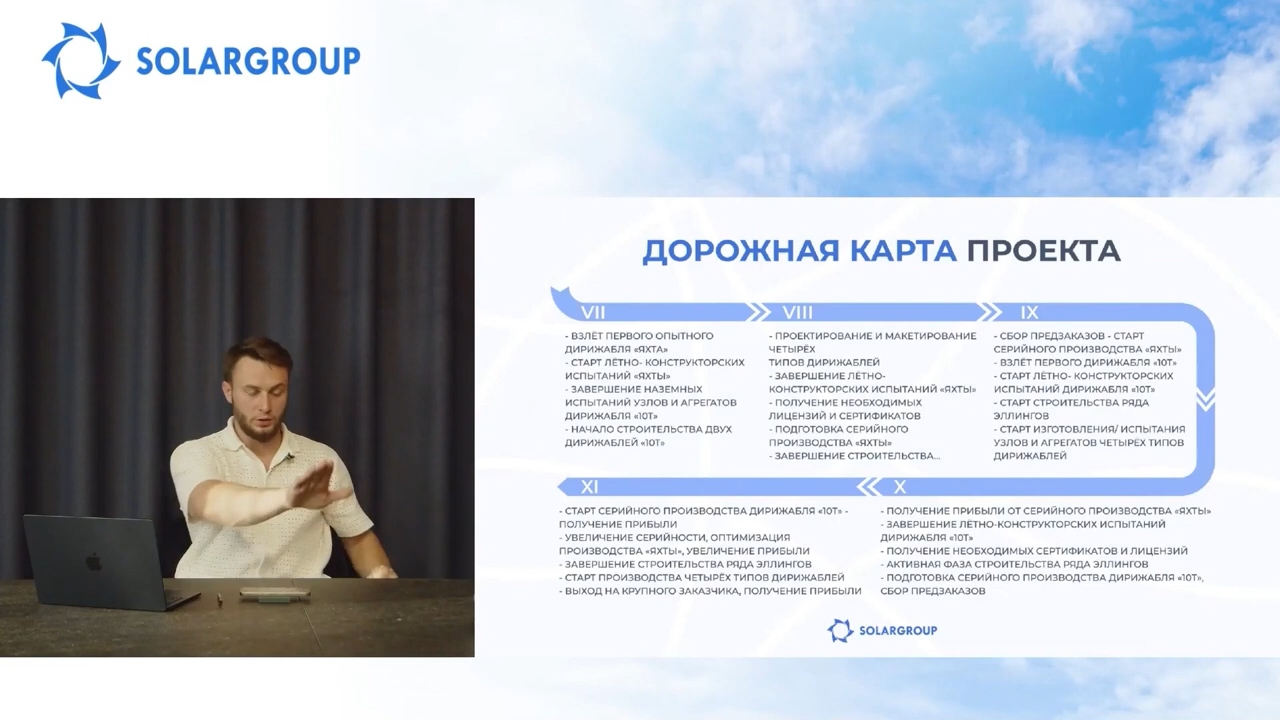 SOLARGROUP
ДОРОЖНАЯ КАРТА ПРОЕКТА
VII
- ВЗЛЁТ ПЕРВОГО ОПЫТНОГО
ДИРИЖАБЛЯ «ЯХТА»
- СТАРТ ЛЁТНО- КОНСТРУКТОРСКИХ
ИСПЫТАНИЙ «ЯХТЫ»
- ЗАВЕРШЕНИЕ НАЗЕМНЫХ
ИСПЫТАНИЙ УЗЛОВ И АГРЕГАТОВ
ДИРИЖАБЛЯ «10Т»
- НАЧАЛО СТРОИТЕЛЬСТВА ДВУХ
ДИРИЖАБЛЕЙ «10Т»
VIII
- ПРОЕКТИРОВАНИЕ И МАКЕТИРОВАНИЕ
ЧЕТЫРЁХ
ТИПОВ ДИРИЖАБЛЕЙ
- ЗАВЕРШЕНИЕ ЛЁТНО-
КОНСТРУКТОРСКИХ ИСПЫТАНИЙ «ЯХТЫ»
- ПОЛУЧЕНИЕ НЕОБХОДИМЫХ
ЛИЦЕНЗИЙ И СЕРТИФИКАТОВ
- ПОДГОТОВКА СЕРИЙНОГО
ПРОИЗВОДСТВА «ЯХТЫ»
- ЗАВЕРШЕНИЕ СТРОИТЕЛЬСТВА...
IX
- СБОР ПРЕДЗАКАЗОВ - СТАРТ
СЕРИЙНОГО ПРОИЗВОДСТВА «ЯХТЫ»
- ВЗЛЁТ ПЕРВОГО ДИРИЖАБЛЯ «10Т»
- СТАРТ ЛЁТНО- КОНСТРУКТОРСКИХ
ИСПЫТАНИЙ ДИРИЖАБЛЯ «10Т»
- СТАРТ СТРОИТЕЛЬСТВА РЯДА
ЭЛЛИНГОВ
- СТАРТ ИЗГОТОВЛЕНИЯ/ ИСПЫТАНИЯ
УЗЛОВ И АГРЕГАТОВ ЧЕТЫРЕХ ТИПОВ
ДИРИЖАБЛЕЙ
X
- ПОЛУЧЕНИЕ ПРИБЫЛИ ОТ СЕРИЙНОГО ПРОИЗВОДСТВА «ЯХТЫ»
- ЗАВЕРШЕНИЕ ЛЁТНО-КОНСТРУКТОРСКИХ ИСПЫТАНИЙ
ДИРИЖАБЛЯ «10Т»
- ПОЛУЧЕНИЕ НЕОБХОДИМЫХ СЕРТИФИКАТОВ И ЛИЦЕНЗИЙ
- АКТИВНАЯ ФАЗА СТРОИТЕЛЬСТВА РЯДА ЭЛЛИНГОВ
- ПОДГОТОВКА СЕРИЙНОГО ПРОИЗВОДСТВА ДИРИЖАБЛЯ «10Т»,
СБОР ПРЕДЗАКАЗОВ
XI
- СТАРТ СЕРИЙНОГО ПРОИЗВОДСТВА ДИРИЖАБЛЯ «10Т» -
ПОЛУЧЕНИЕ ПРИБЫЛИ
- УВЕЛИЧЕНИЕ СЕРИЙНОСТИ, ОПТИМИЗАЦИЯ
ПРОИЗВОДСТВА «ЯХТЫ», УВЕЛИЧЕНИЕ ПРИБЫЛИ
- ЗАВЕРШЕНИЕ СТРОИТЕЛЬСТВА РЯДА ЭЛЛИНГОВ
- СТАРТ ПРОИЗВОДСТВА ЧЕТЫРЁХ ТИПОВ ДИРИЖАБЛЕЙ
- ВЫХОД НА КРУПНОГО ЗАКАЗЧИКА, ПОЛУЧЕНИЕ ПРИБЫЛИ
SOLARGROUP